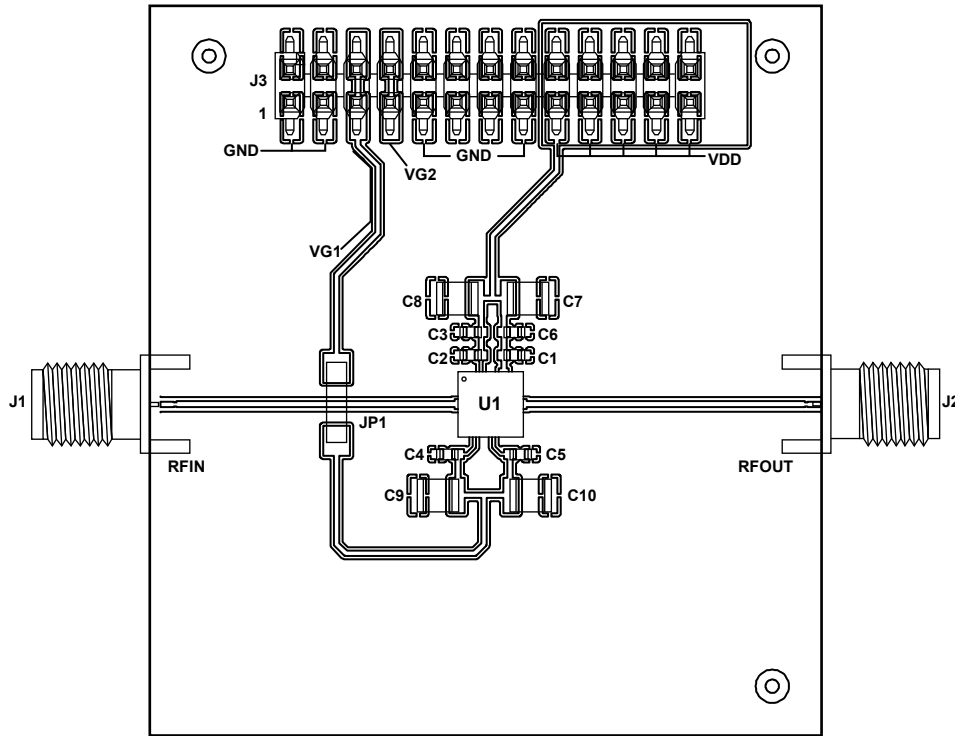 J3
1
GND
GND
VDD
VG2
VG1
C8
C7
C3
C6
C2
C1
J1
U1
J2
JP1
C4
C5
RFIN
RFOUT
C9
C10